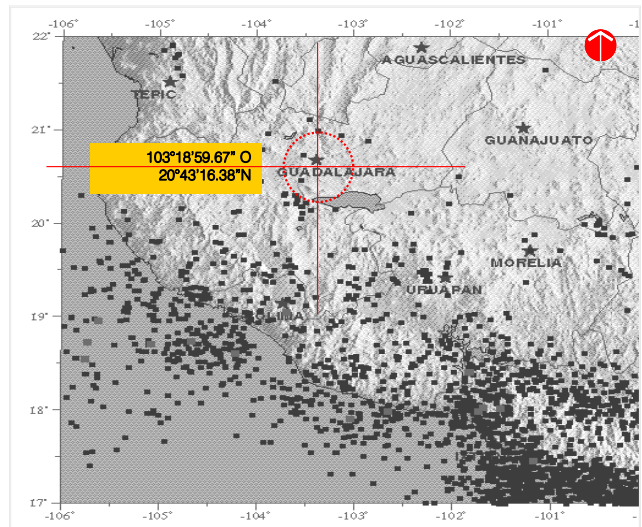 -106° -105° -104° -103° -102° -101°
22°
AGUASCALIENTES
TEPIC
21°
GUANAJUATO
103°18'59.67" O
20°43'16.38"N
GUADALAJARA
20°
MORELIA
URUAPAN
19°
18°
17°
-106° -105° -104° -103° -102° -101°